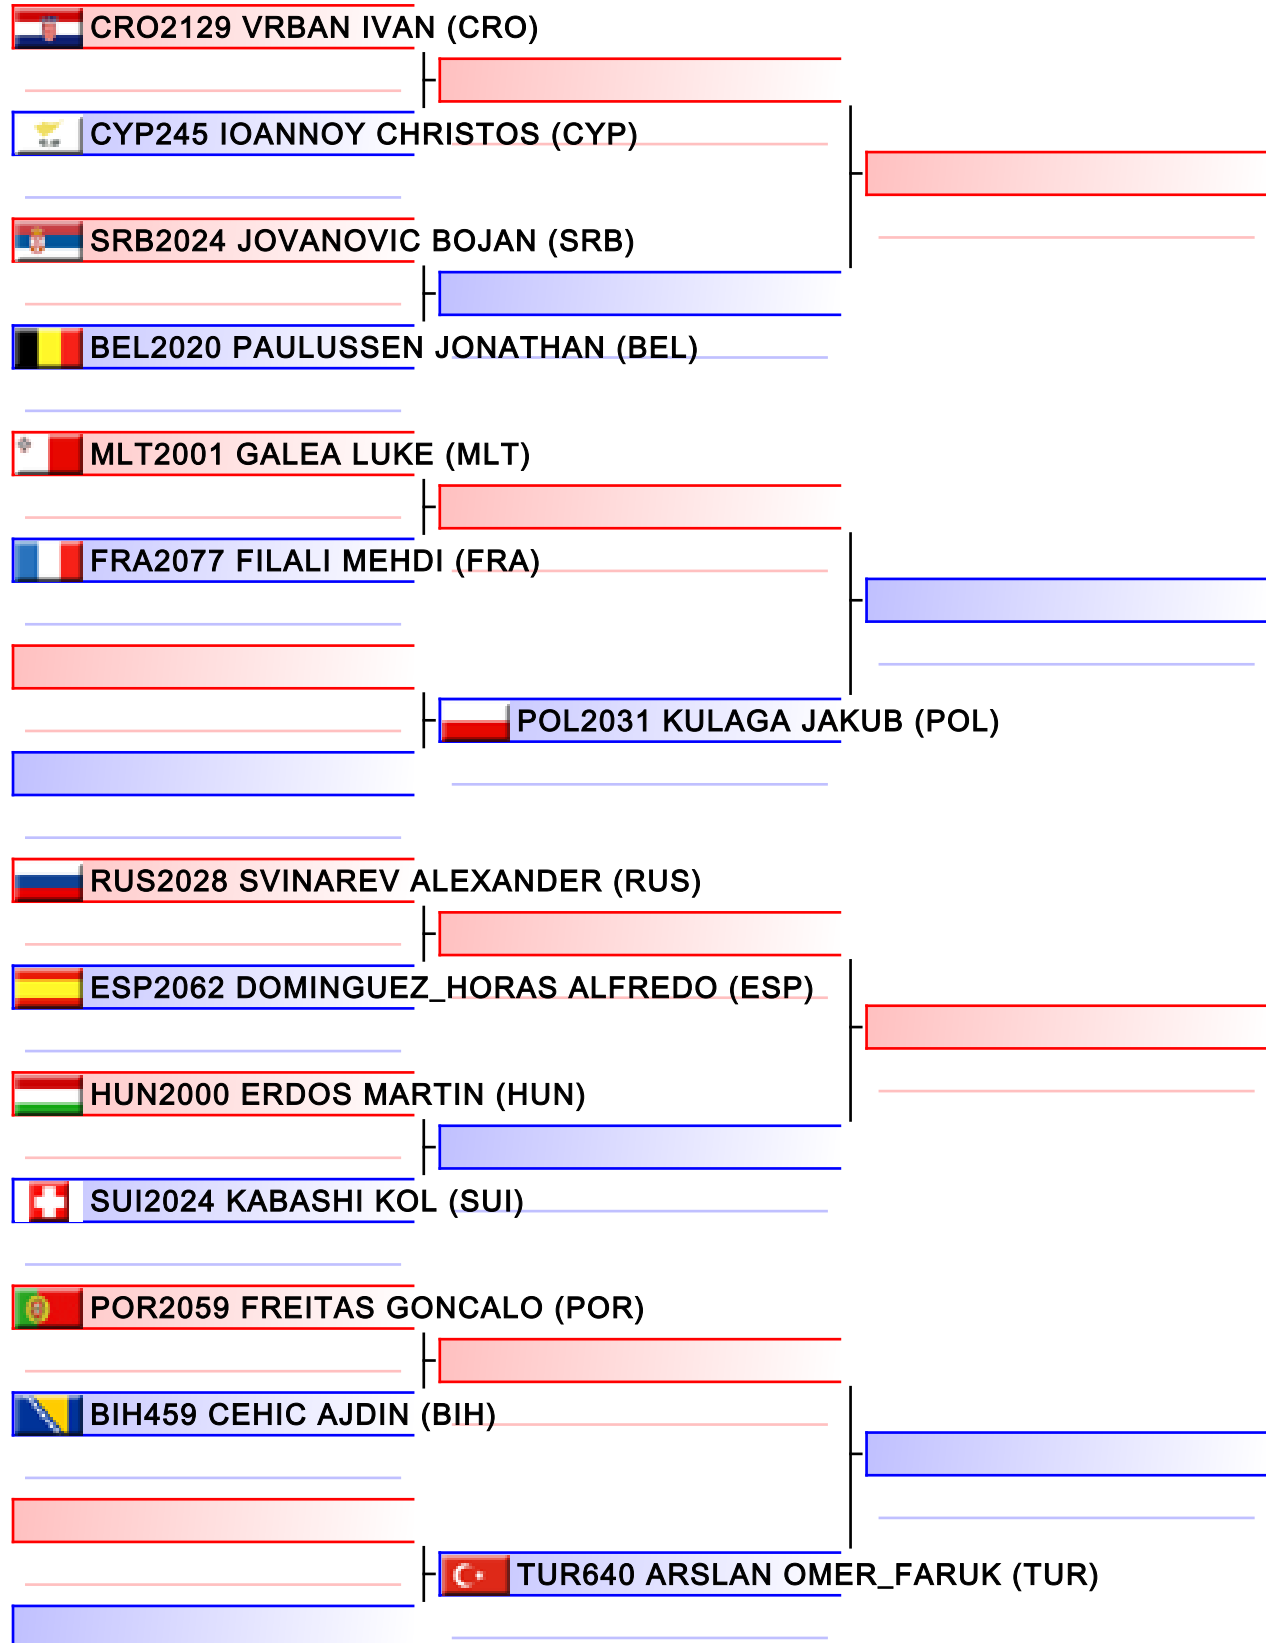 CRO2129 VRBAN IVAN (CRO)
CYP245 IOANNOY CHRISTOS (CYP)
SRB2024 JOVANOVIC BOJAN (SRB)
BEL2020 PAULUSSEN JONATHAN (BEL)
MLT2001 GALEA LUKE (MLT)
FRA2077 FILALI MEHDI (FRA)
POL2031 KULAGA JAKUB (POL)
RUS2028 SVINAREV ALEXANDER (RUS)
ESP2062 DOMINGUEZ_HORAS ALFREDO (ESP)
HUN2000 ERDOS MARTIN (HUN)
SUI2024 KABASHI KOL (SUI)
POR2059 FREITAS GONCALO (POR)
BIH459 CEHIC AJDIN (BIH)
TUR640 ARSLAN OMER_FARUK (TUR)